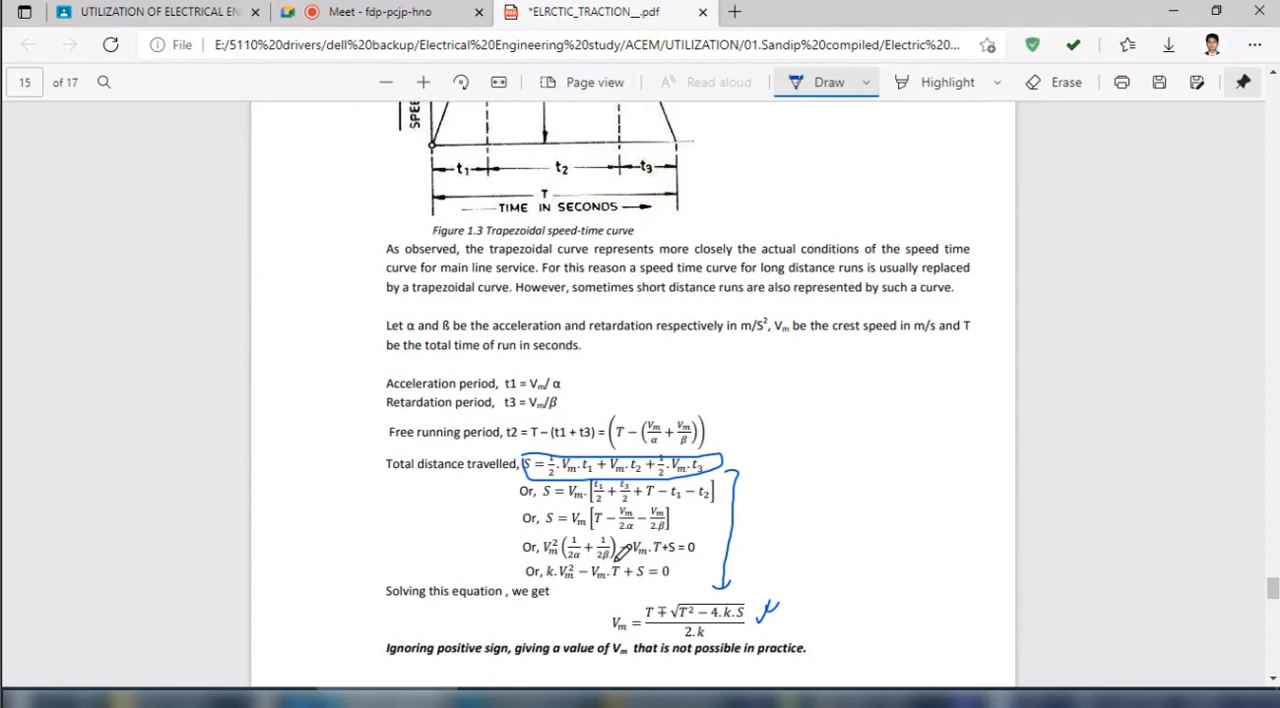 UTILIZATION OF ELECTRICAL EN
Meet - fdp-pcjp-hno
*ELRCTIC_TRACTION__.pdf
File
E:/5110%20drivers/dell%20backup/Electrical%20Engineering%20study/ACEM/UTILIZATION/01.Sandip%20compiled/Electric%20...
15 of 17
Page view
Read aloud
Draw
Highlight
Erase
SPEE
t₁ t₂ t₃
T
TIME IN SECONDS
Figure 1.3 Trapezoidal speed-time curve
As observed, the trapezoidal curve represents more closely the actual conditions of the speed time
curve for main line service. For this reason a speed time curve for long distance runs is usually replaced
by a trapezoidal curve. However, sometimes short distance runs are also represented by such a curve.
Let α and ß be the acceleration and retardation respectively in m/S², Vₘ be the crest speed in m/s and T
be the total time of run in seconds.
Acceleration period, t1 = Vₘ/ α
Retardation period, t3 = Vₘ/β
Free running period, t2 = T – (t1 + t3) = (T − (Vₘ/α + Vₘ/β))
Total distance travelled, S = 1/2 . Vₘ. t₁ + Vₘ. t₂ + 1/2 . Vₘ. t₃
Or, S = Vₘ. [t₁/2 + t₃/2 + T − t₁ − t₂]
Or, S = Vₘ [T − Vₘ/2.α − Vₘ/2.β]
Or, Vₘ² (1/2α + 1/2β) Vₘ. T+S = 0
Or, k. Vₘ² − Vₘ. T + S = 0
Solving this equation , we get
Vₘ = (T ∓ √(T² − 4. k. S)) / 2. k
Ignoring positive sign, giving a value of Vₘ that is not possible in practice.